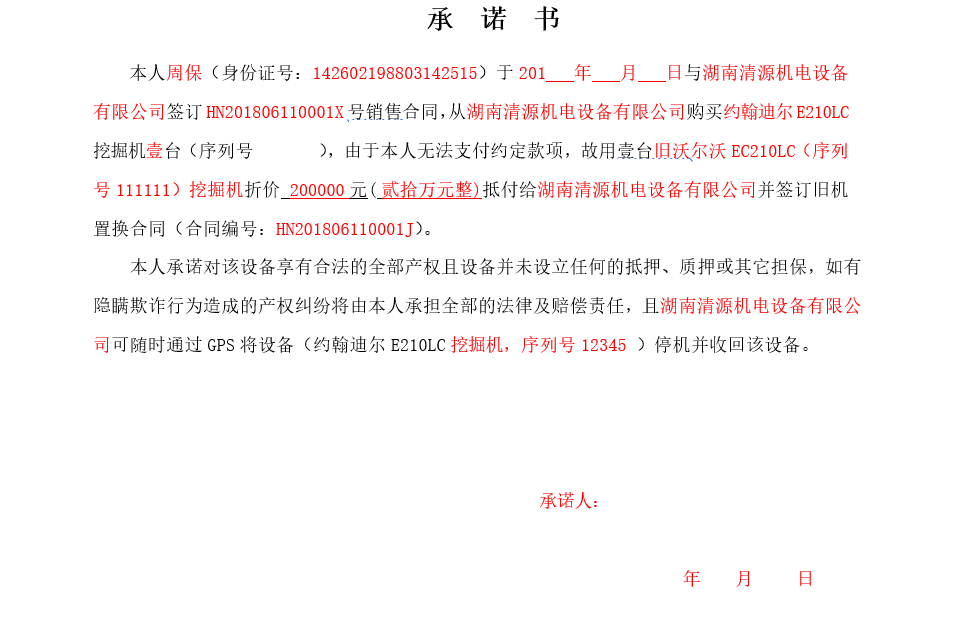 承 诺 书
本人周保（身份证号：142602198803142515）于 201___年___月___日与湖南清源机电设备
有限公司签订 HN201806110001X 号销售合同，从湖南清源机电设备有限公司购买约翰迪尔 E210LC
挖掘机壹台（序列号 ），由于本人无法支付约定款项，故用壹台旧沃尔沃 EC210LC（序列
号 111111）挖掘机折价 200000 元( 贰拾万元整)抵付给湖南清源机电设备有限公司并签订旧机
置换合同（合同编号：HN201806110001J）。
本人承诺对该设备享有合法的全部产权且设备并未设立任何的抵押、质押或其它担保，如有
隐瞒欺诈行为造成的产权纠纷将由本人承担全部的法律及赔偿责任，且湖南清源机电设备有限公
司可随时通过 GPS 将设备（约翰迪尔 E210LC 挖掘机，序列号 12345 ）停机并收回该设备。
承诺人：
年 月 日